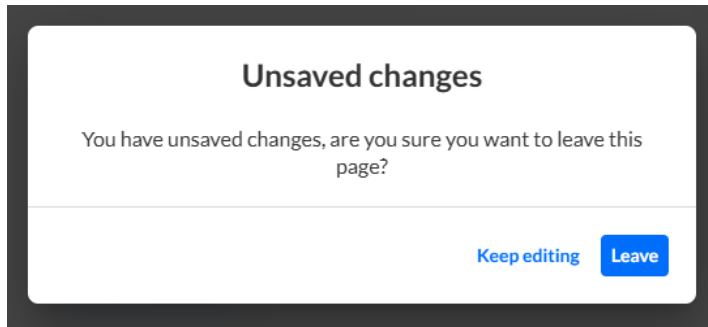 Unsaved changes
You have unsaved changes, are you sure you want to leave this
page?
Keep editing Leave